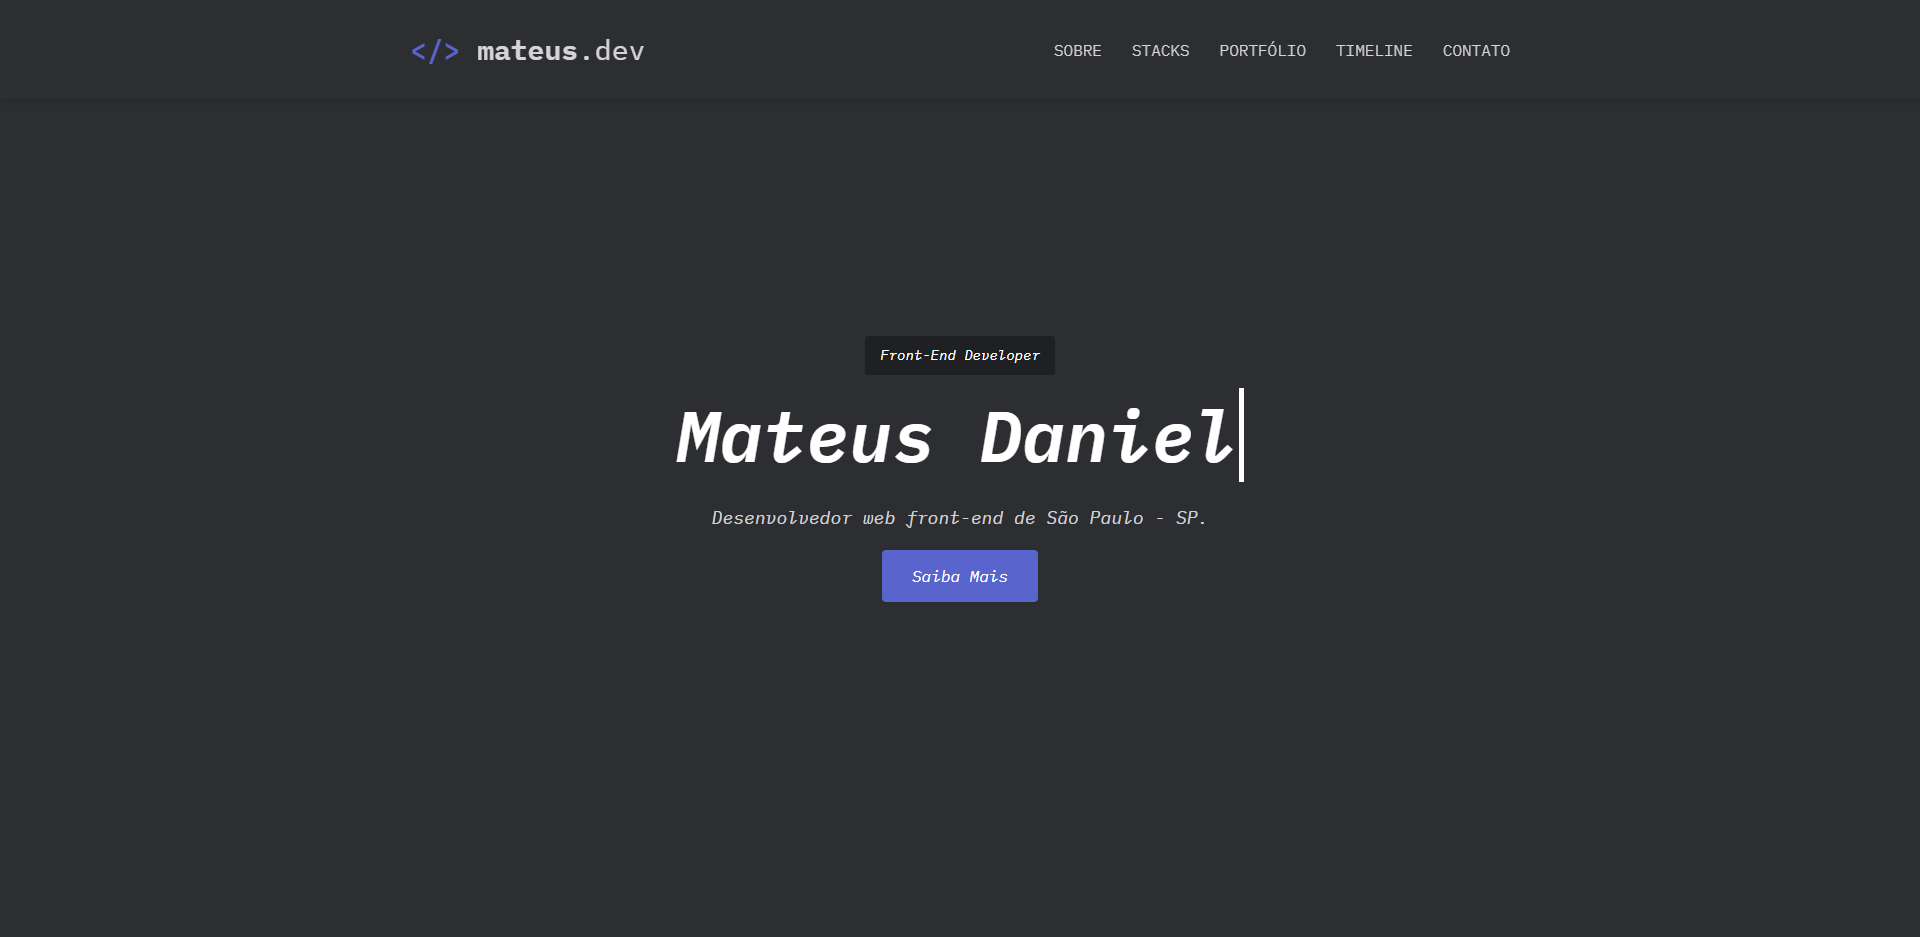 </> mateus.dev
SOBRE STACKS PORTFÓLIO TIMELINE CONTATO
Front-End Developer
Mateus Daniel
Desenvolvedor web front-end de São Paulo - SP.
Saiba Mais